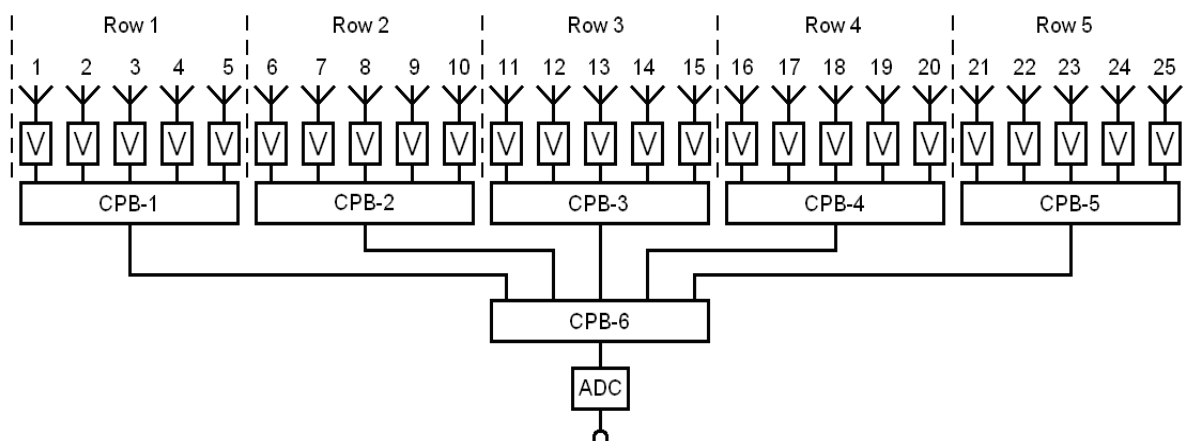 Row 1 Row 2 Row 3 Row 4 Row 5
1 2 3 4 5 6 7 8 9 10 11 12 13 14 15 16 17 18 19 20 21 22 23 24 25
V V V V V V V V V V V V V V V V V V V V V V V V V
CPB-1 CPB-2 CPB-3 CPB-4 CPB-5
CPB-6
ADC